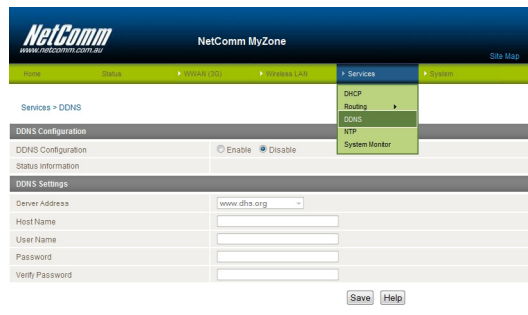 NetComm
www.netcomm.com.au
NetComm MyZone
Site Map
Home Status WWAN (3G) Wireless LAN Services System
DHCP
Routing
DDNS
NTP
System Monitor
Services > DDNS
DDNS Configuration
DDNS Configuration Enable Disable
Status Information
DDNS Settings
Server Address www.dhs.org
Host Name
User Name
Password
Verify Password
Save Help